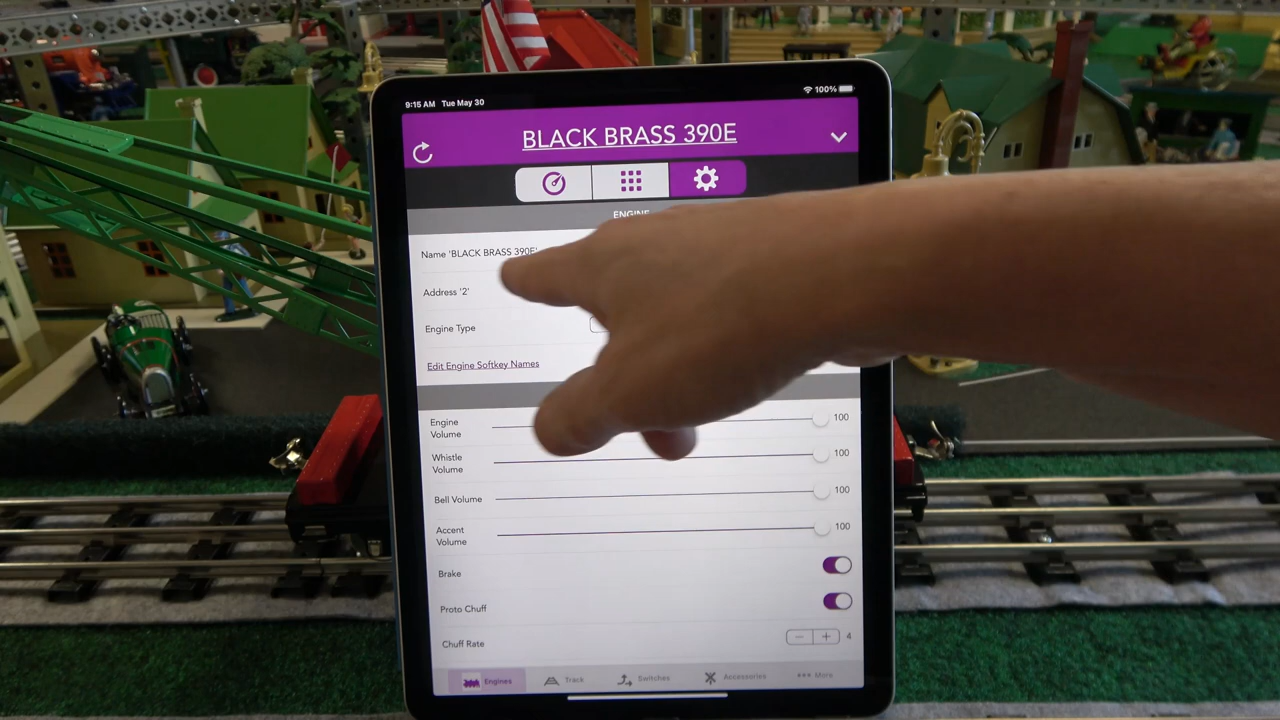 9:15 AM Tue May 30
100%
BLACK BRASS 390E
ENGINE
Name 'BLACK BRASS 390E'
Address '2'
Engine Type
Edit Engine Softkey Names
Engine
Volume
100
Whistle
Volume
100
Bell Volume
100
Accent
Volume
100
Brake
Proto Chuff
Chuff Rate
− +
4
Engines
Track
Switches
Accessories
More